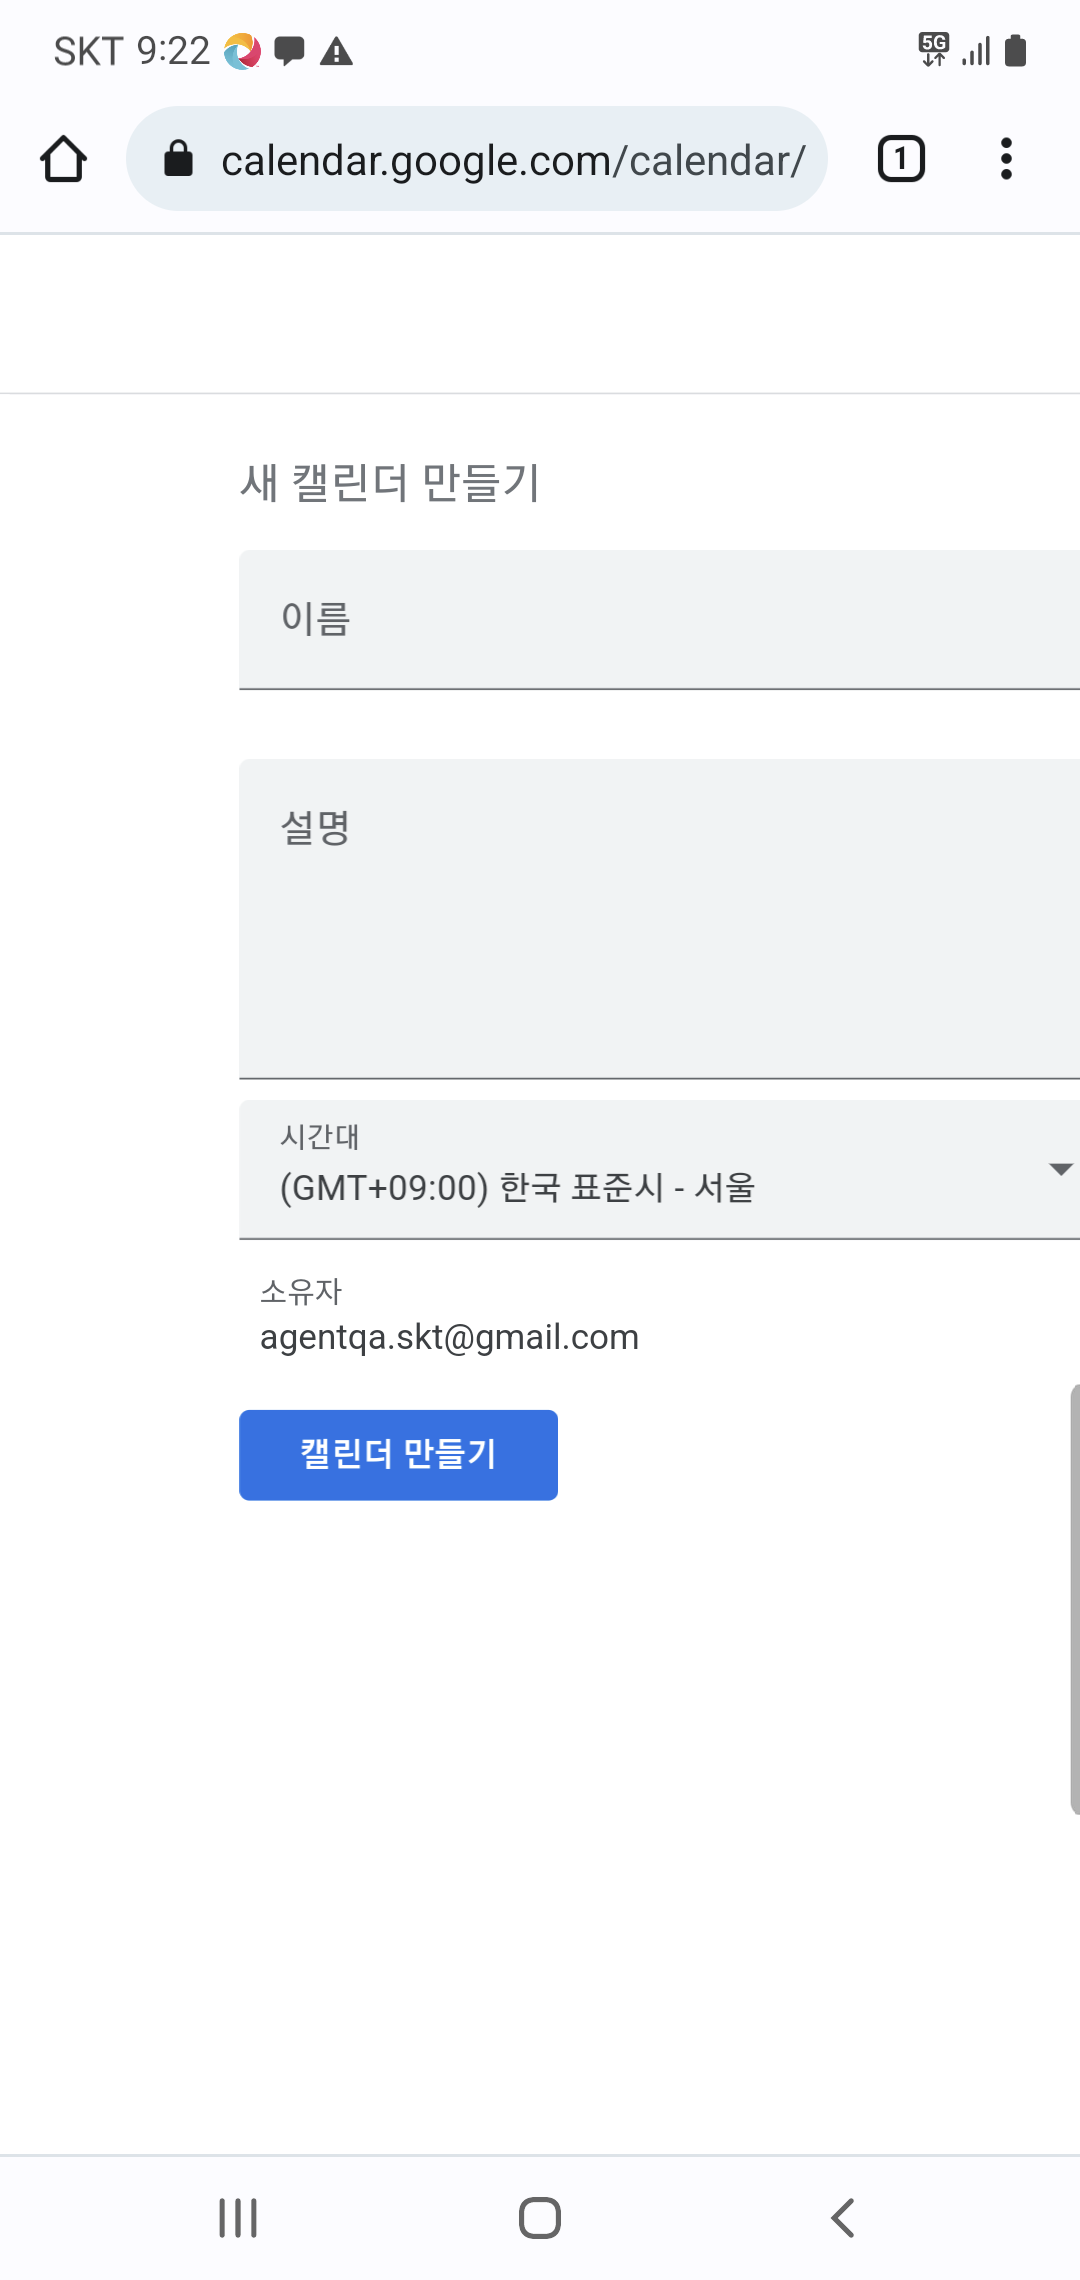 SKT 9:22
5G
calendar.google.com/calendar/
1
새 캘린더 만들기
이름
설명
시간대
(GMT+09:00) 한국 표준시 - 서울
소유자
agentqa.skt@gmail.com
캘린더 만들기